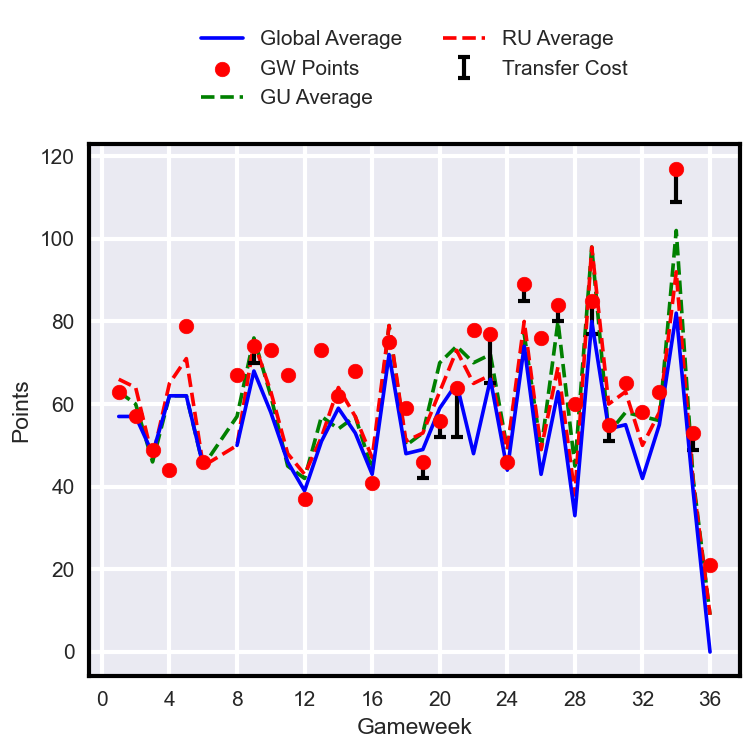 Global Average
GW Points
GU Average
RU Average
Transfer Cost
120
100
80
60
40
20
0
Points
0 4 8 12 16 20 24 28 32 36
Gameweek